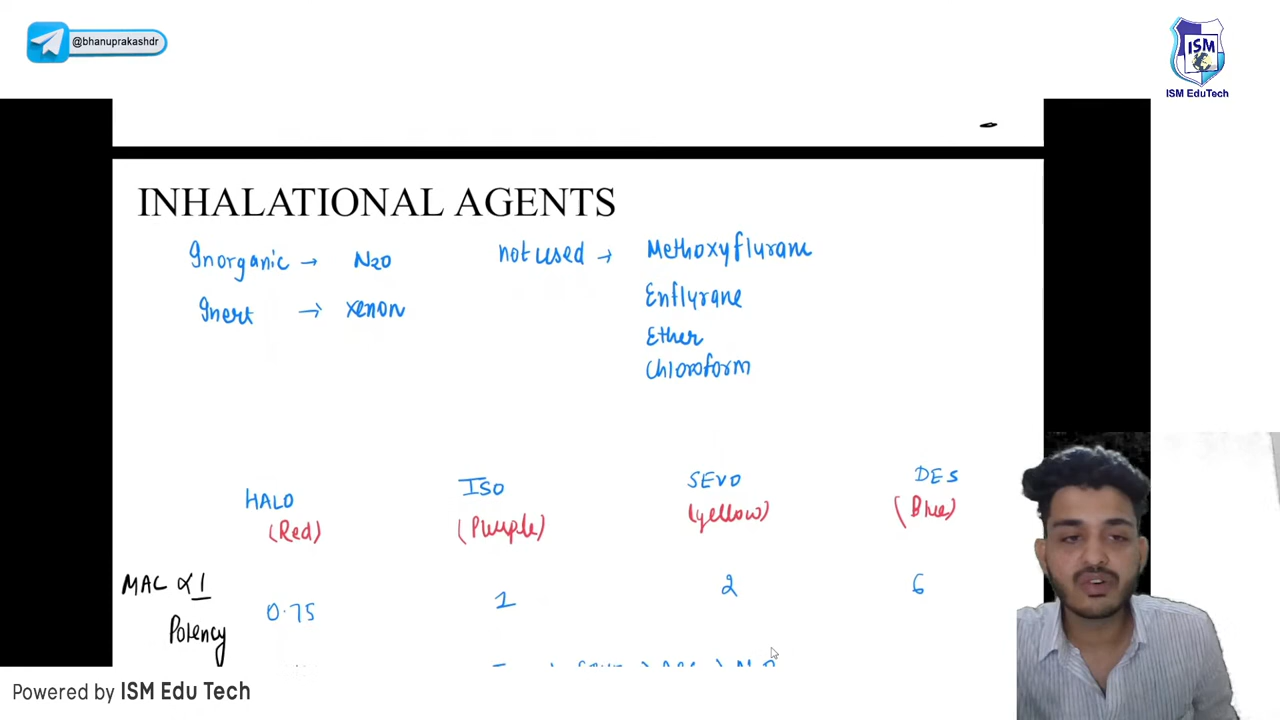 @bhanuprakashdr
ISM
ISM EduTech
INHALATIONAL AGENTS
Inorganic → N2O
not used → Methoxyflurane
Inert → xenon
Enflurane
Ether
Chloroform
HALO ISO SEVO DES
(Red) (Purple) (yellow) (Blue)
MAC ∝ 1 0.75 1 2 6
Potency
Powered by ISM Edu Tech